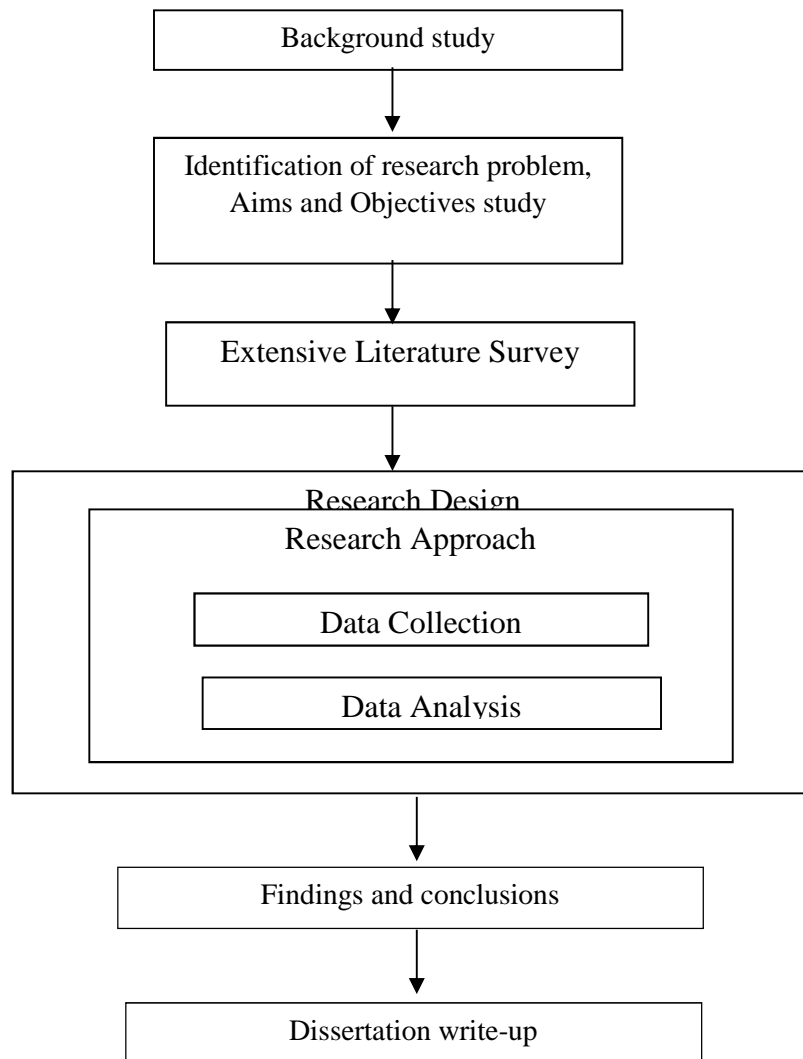 Background study
Identification of research problem,
Aims and Objectives study
Extensive Literature Survey
Research Design
Research Approach
Data Collection
Data Analysis
Findings and conclusions
Dissertation write-up